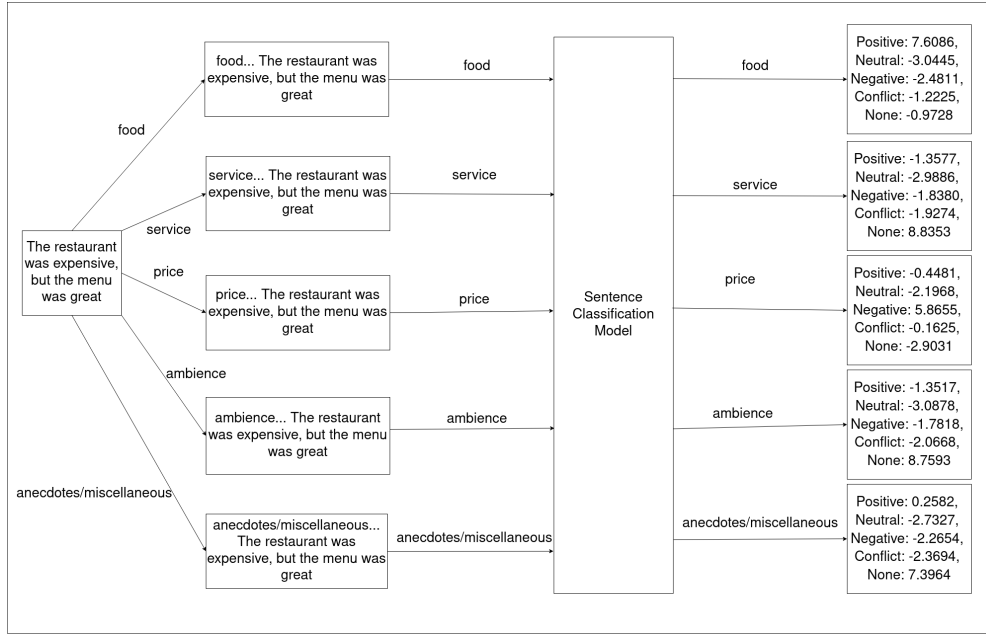 The restaurant
was expensive,
but the menu
was great
food
service
price
ambience
anecdotes/miscellaneous
food... The restaurant was
expensive, but the menu was
great
service... The restaurant was
expensive, but the menu was
great
price... The restaurant was
expensive, but the menu was
great
ambience... The restaurant
was expensive, but the menu
was great
anecdotes/miscellaneous...
The restaurant was
expensive, but the menu was
great
food
service
price
ambience
anecdotes/miscellaneous
Sentence
Classification
Model
food
service
price
ambience
anecdotes/miscellaneous
Positive: 7.6086,
Neutral: -3.0445,
Negative: -2.4811,
Conflict: -1.2225,
None: -0.9728
Positive: -1.3577,
Neutral: -2.9886,
Negative: -1.8380,
Conflict: -1.9274,
None: 8.8353
Positive: -0.4481,
Neutral: -2.1968,
Negative: 5.8655,
Conflict: -0.1625,
None: -2.9031
Positive: -1.3517,
Neutral: -3.0878,
Negative: -1.7818,
Conflict: -2.0668,
None: 8.7593
Positive: 0.2582,
Neutral: -2.7327,
Negative: -2.2654,
Conflict: -2.3694,
None: 7.3964